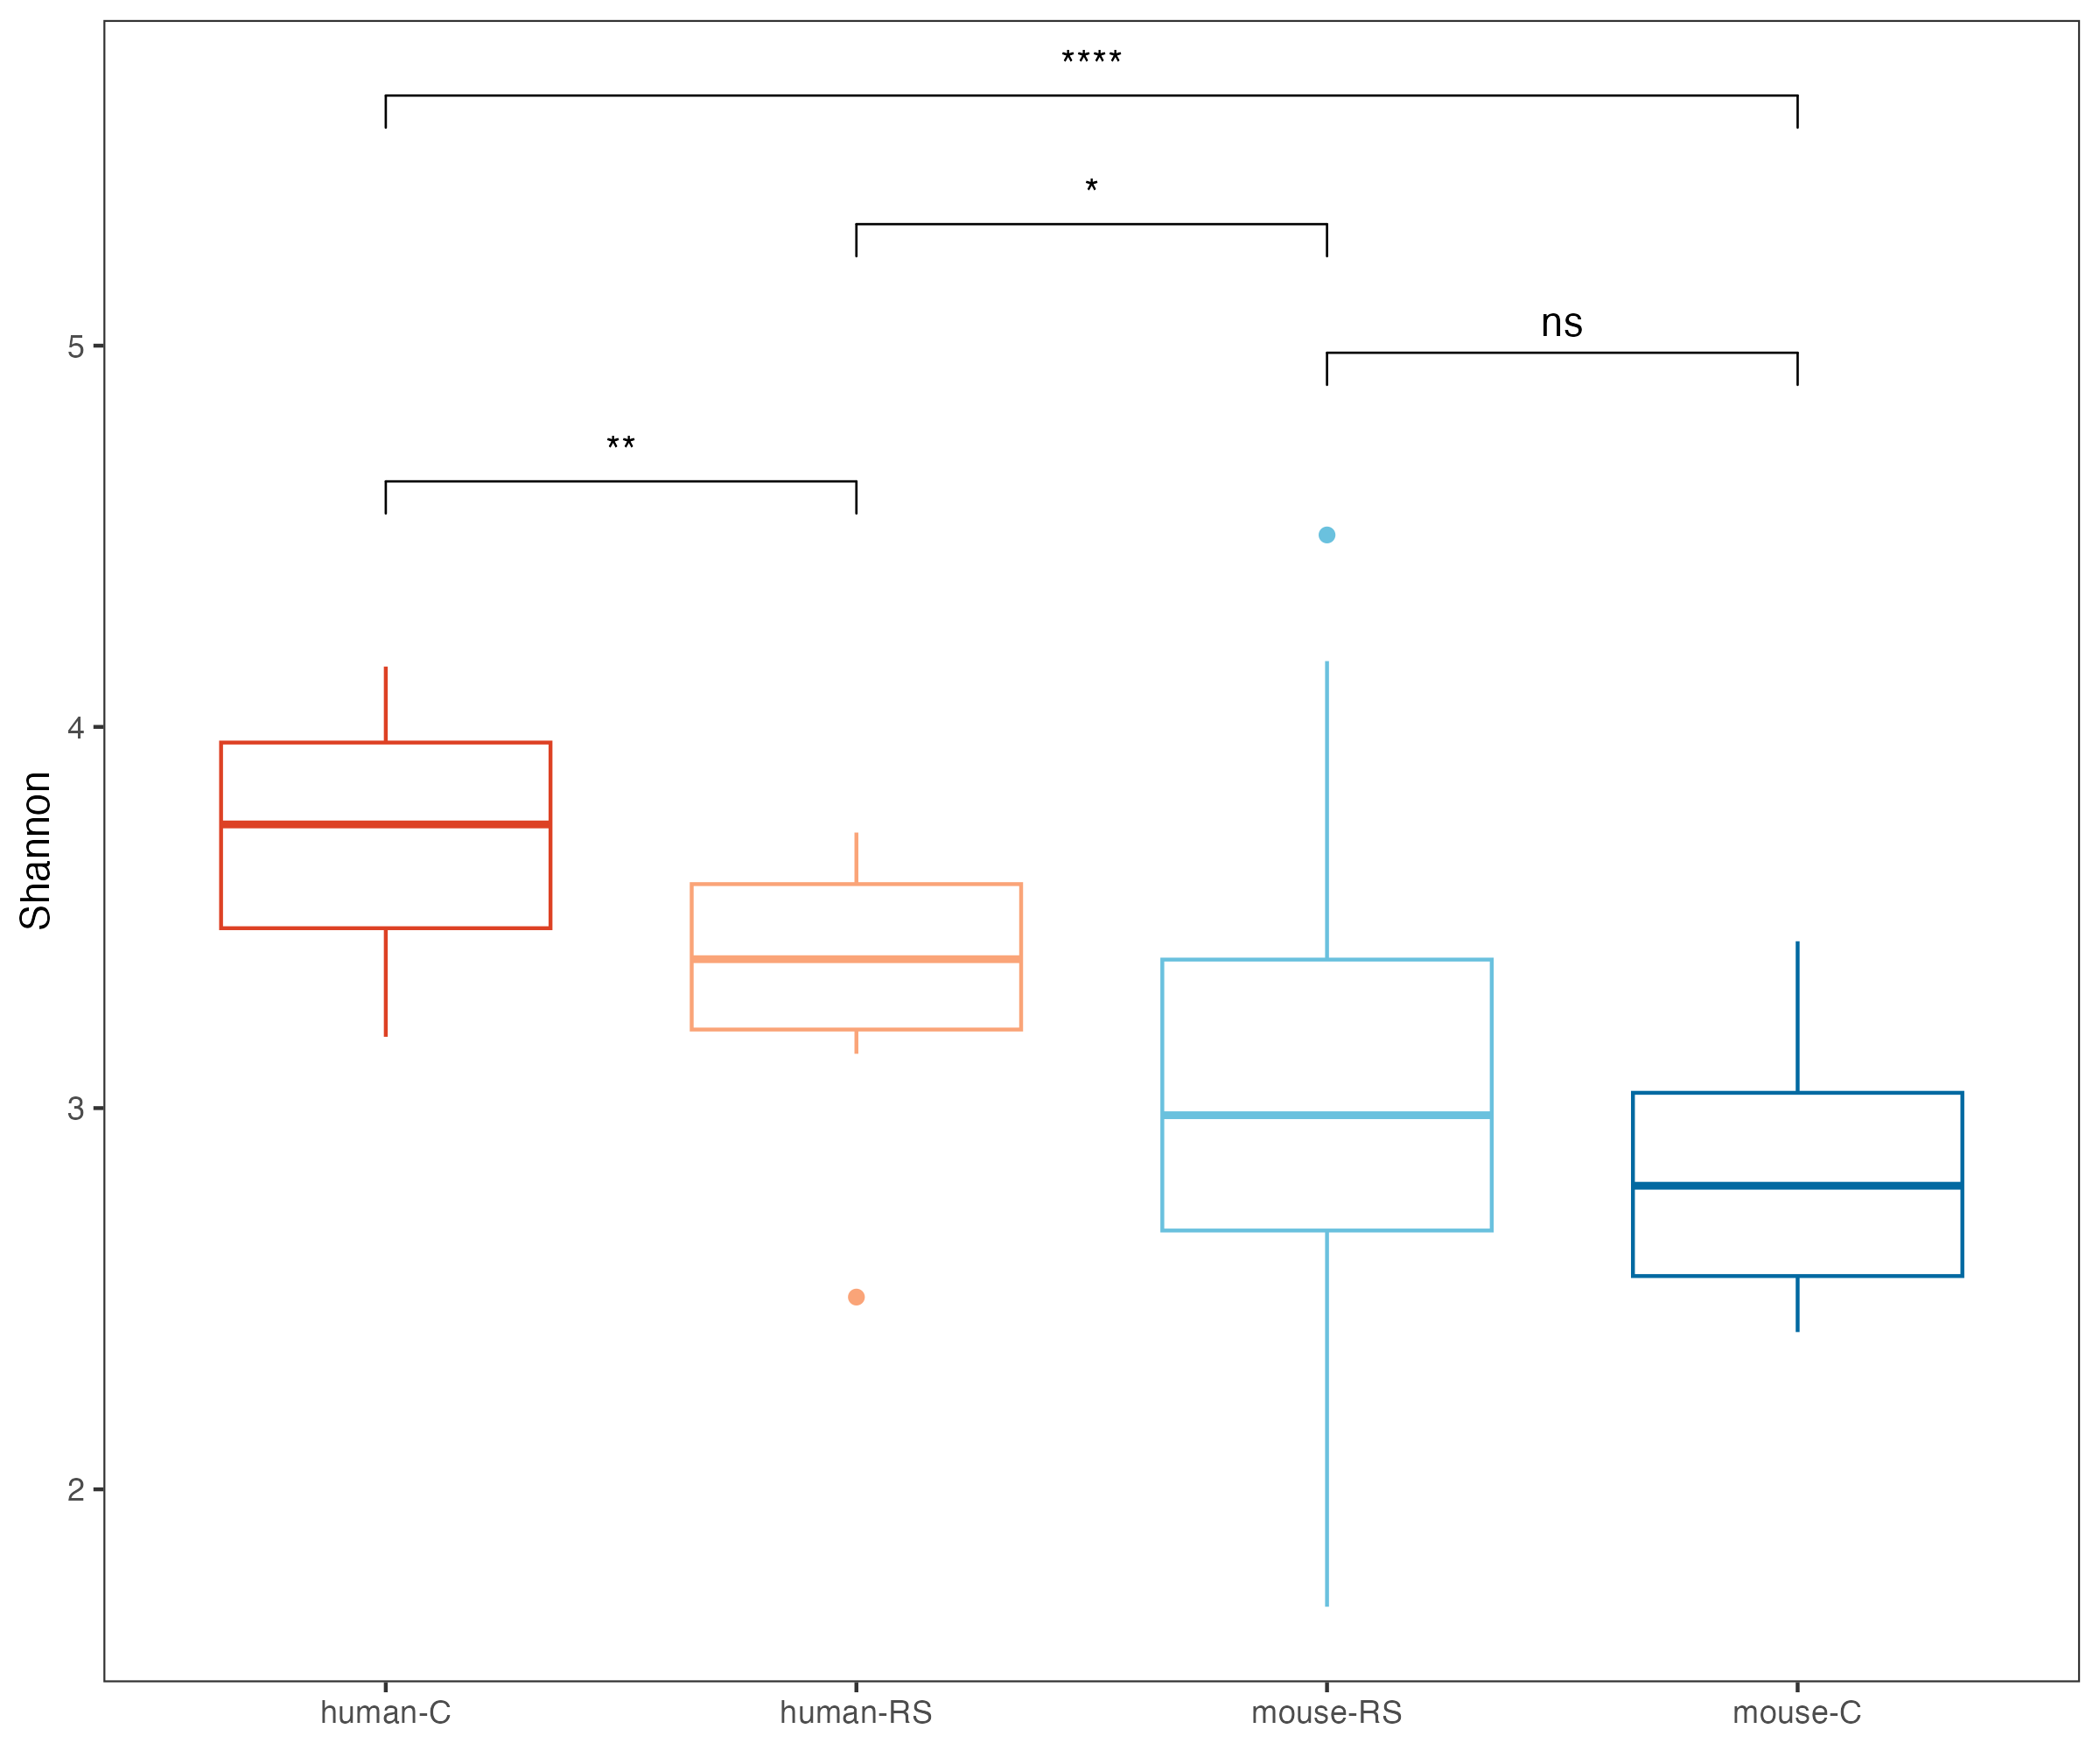 ****
*
ns
**
5
4
3
2
Shannon
human-C
human-RS
mouse-RS
mouse-C